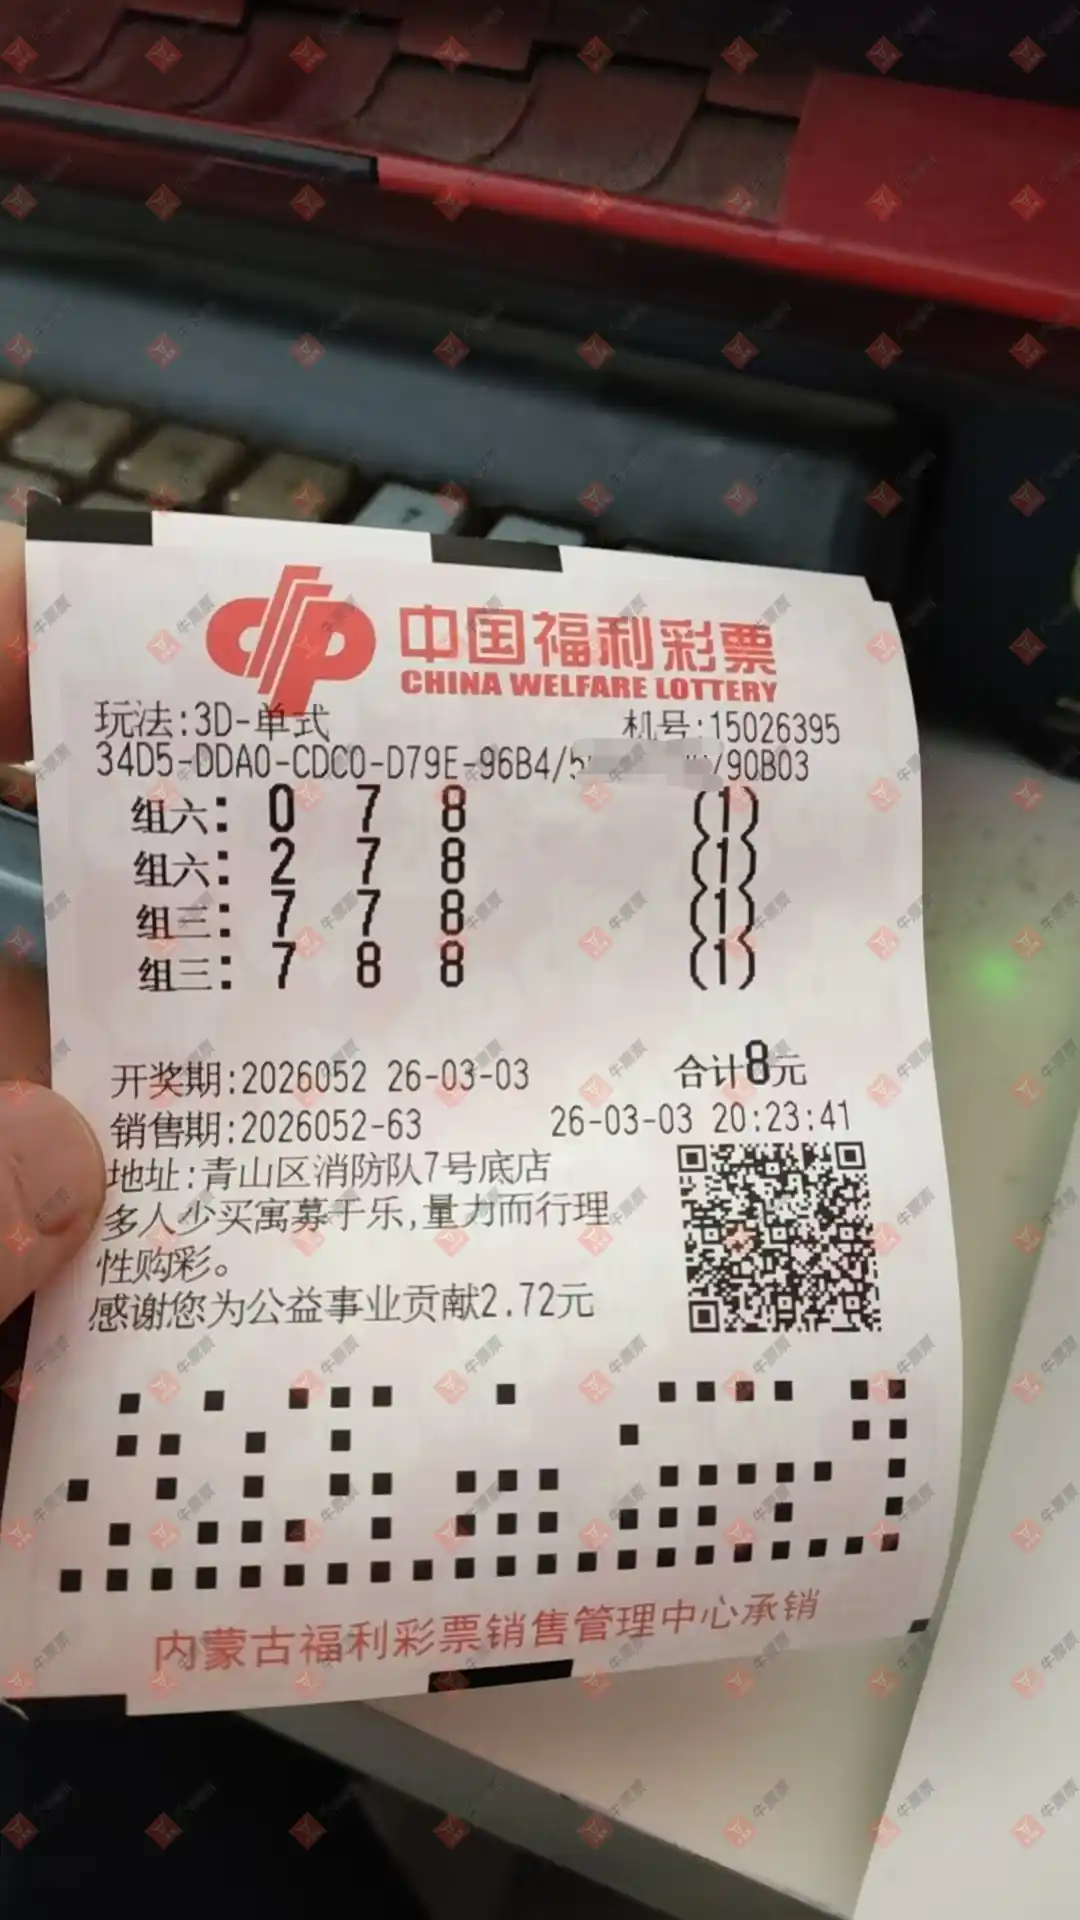 中国福利彩票
CHINA WELFARE LOTTERY
玩法:3D-单式 机号:15026395
34D5-DDA0-CDC0-D79E-96B4/5 /90B03
组六: 0 7 8 (1)
组六: 2 7 8 (1)
组三: 7 7 8 (1)
组三: 7 8 8 (1)
开奖期:2026052 26-03-03 合计8元
销售期:2026052-63 26-03-03 20:23:41
地址:青山区消防队7号底店
多人少买寓募于乐,量力而行理
性购彩。
感谢您为公益事业贡献2.72元
内蒙古福利彩票销售管理中心承销
牛票票